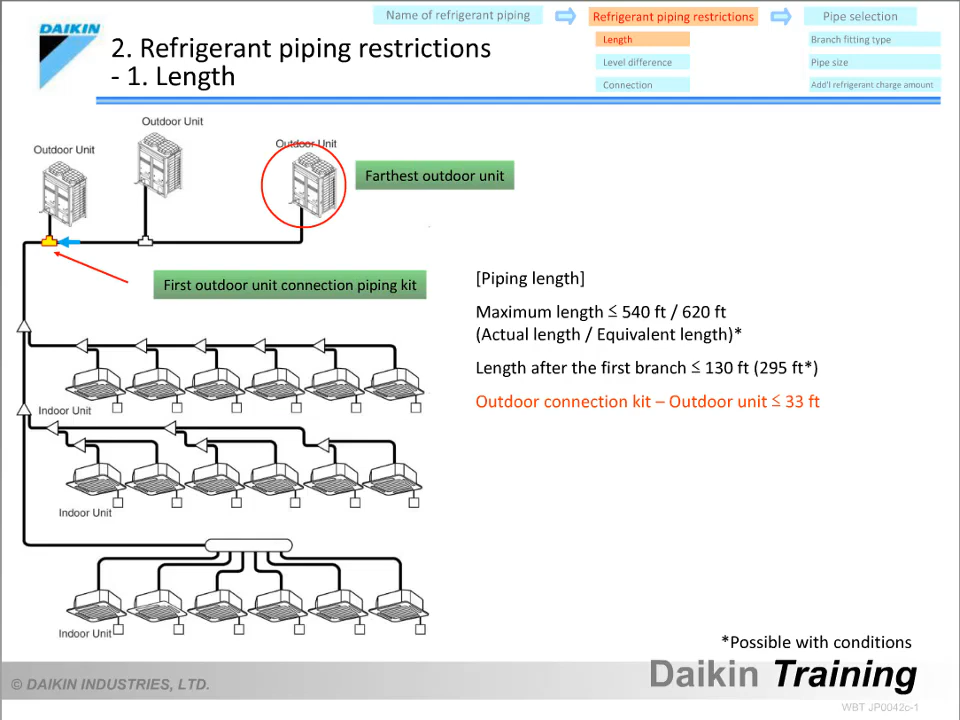 DAIKIN
Name of refrigerant piping
Refrigerant piping restrictions
Pipe selection
Length
Level difference
Connection
Branch fitting type
Pipe size
Add'l refrigerant charge amount
2. Refrigerant piping restrictions
- 1. Length
Outdoor Unit
Outdoor Unit
Outdoor Unit
Farthest outdoor unit
First outdoor unit connection piping kit
[Piping length]
Maximum length ≤ 540 ft / 620 ft
(Actual length / Equivalent length)*
Length after the first branch ≤ 130 ft (295 ft*)
Outdoor connection kit – Outdoor unit ≤ 33 ft
Indoor Unit
Indoor Unit
Indoor Unit
*Possible with conditions
© DAIKIN INDUSTRIES, LTD.
Daikin Training
WBT JP0042c-1